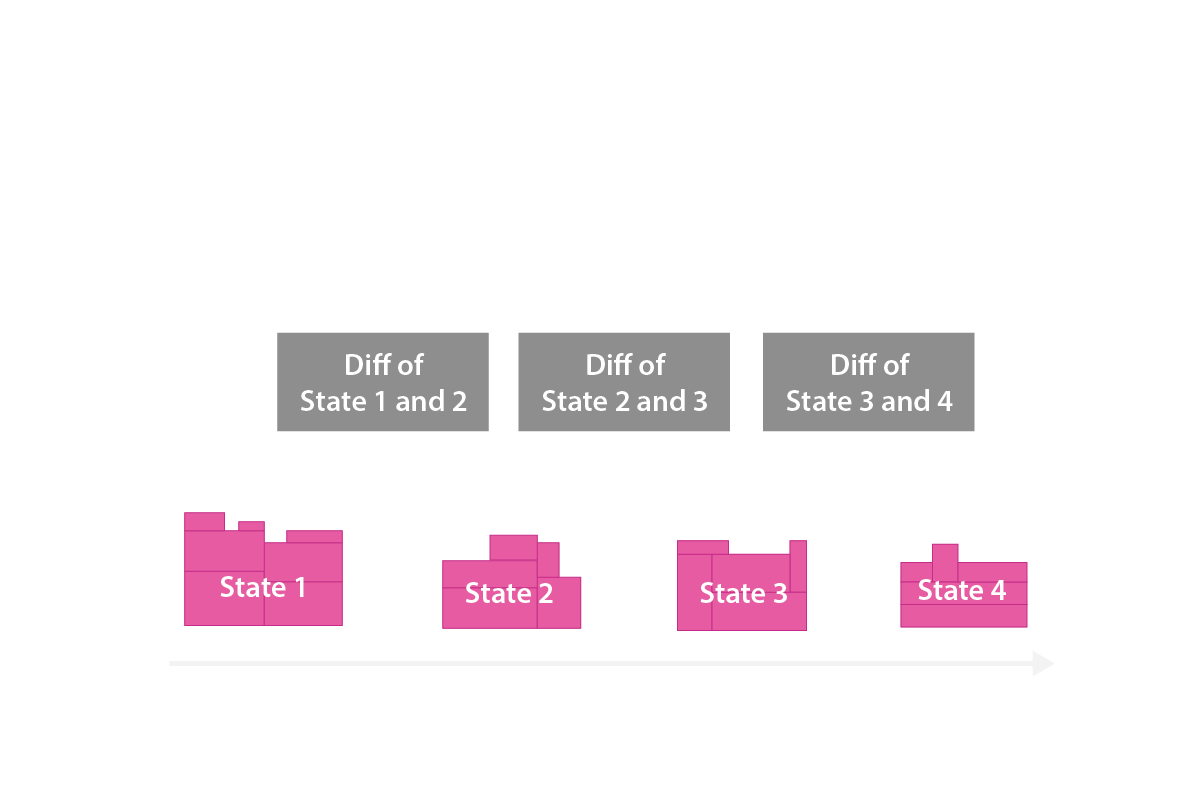 Diff of
State 1 and 2
Diff of
State 2 and 3
Diff of
State 3 and 4
State 1
State 2
State 3
State 4